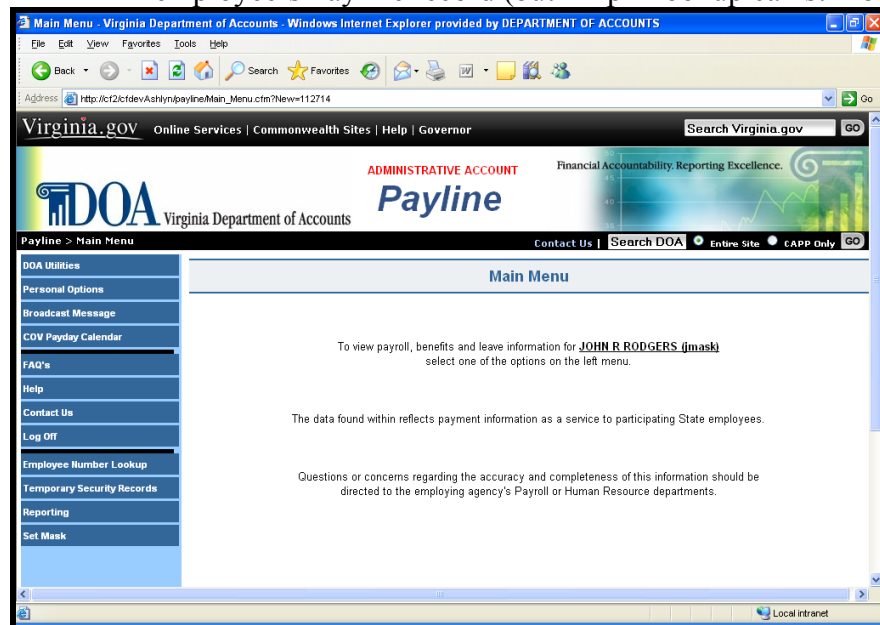 Main Menu - Virginia Department of Accounts - Windows Internet Explorer provided by DEPARTMENT OF ACCOUNTS
File Edit View Favorites Tools Help
Back Search Favorites
Address http://cf2/cfdevAshlyn/payline/Main_Menu.cfm?New=112714 Go
Virginia.gov Online Services | Commonwealth Sites | Help | Governor Search Virginia.gov GO
ADMINISTRATIVE ACCOUNT
Financial Accountability. Reporting Excellence.
DOA Virginia Department of Accounts
Payline
Payline > Main Menu Contact Us | Search DOA Entire Site CAPP Only GO
Main Menu
DOA Utilities
Personal Options
Broadcast Message
COV Payday Calendar
FAQ's
Help
Contact Us
Log Off
Employee Number Lookup
Temporary Security Records
Reporting
Set Mask
To view payroll, benefits and leave information for JOHN R RODGERS (jmask)
select one of the options on the left menu.
The data found within reflects payment information as a service to participating State employees.
Questions or concerns regarding the accuracy and completeness of this information should be
directed to the employing agency's Payroll or Human Resource departments.
Local intranet